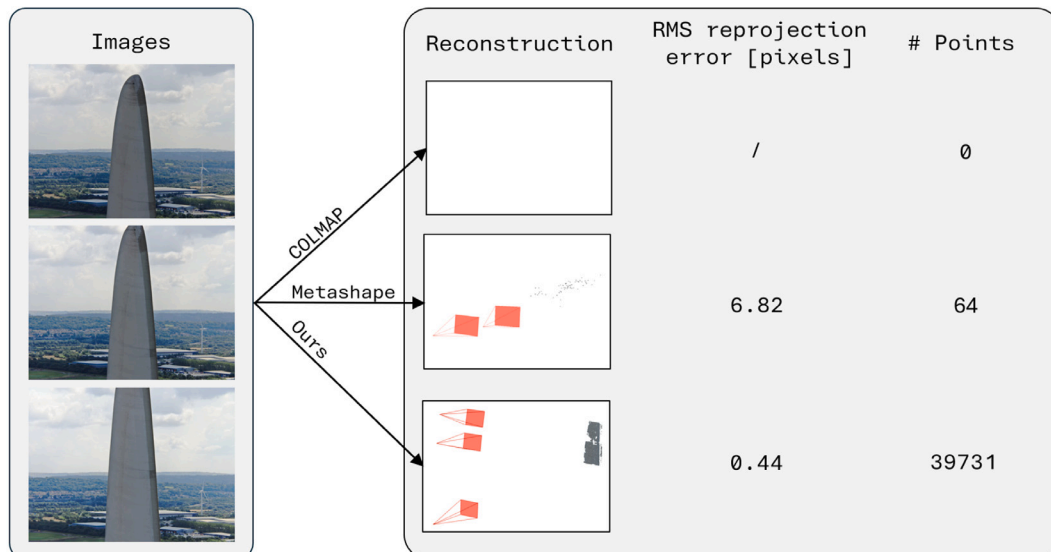 Images
Reconstruction
RMS reprojection
error [pixels]
# Points
COLMAP
/
0
Metashape
6.82
64
Ours
0.44
39731